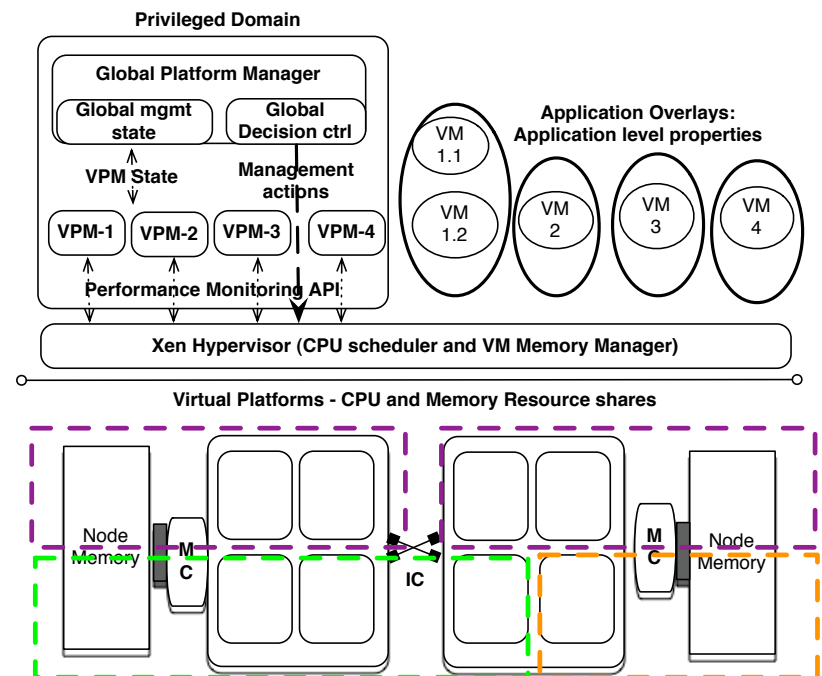 Privileged Domain
Global Platform Manager
Global mgmt
state
Global
Decision ctrl
VPM State
Management
actions
VPM-1
VPM-2
VPM-3
VPM-4
Performance Monitoring API
Application Overlays:
Application level properties
VM
1.1
VM
1.2
VM
2
VM
3
VM
4
Xen Hypervisor (CPU scheduler and VM Memory Manager)
Virtual Platforms - CPU and Memory Resource shares
Node
Memory
M
C
IC
M
C
Node
Memory